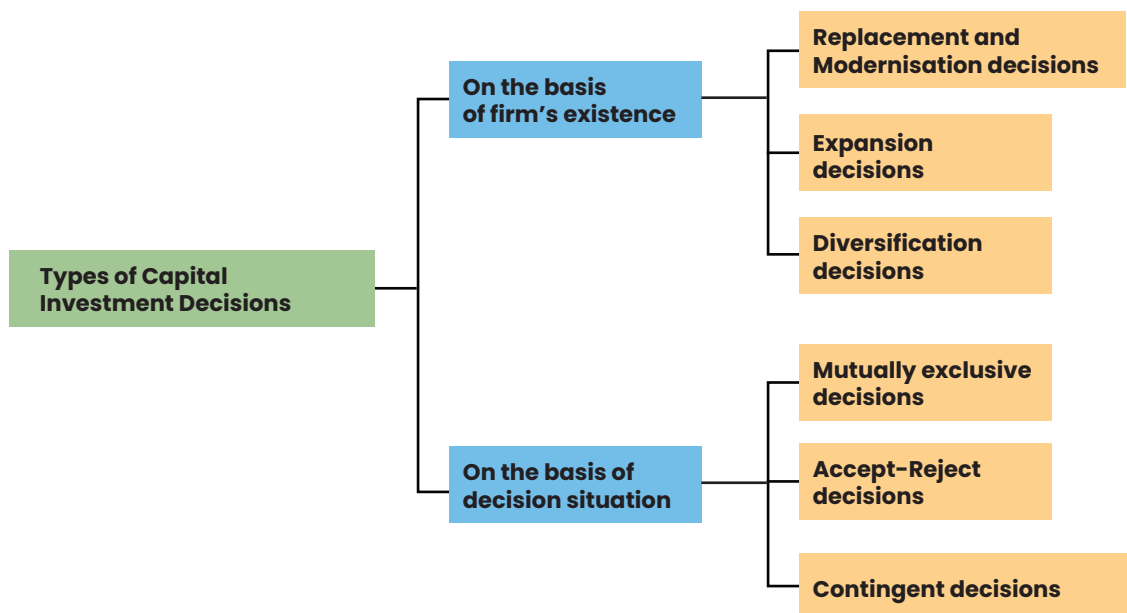 Types of Capital
Investment Decisions
On the basis
of firm's existence
Replacement and
Modernisation decisions
Expansion
decisions
Diversification
decisions
On the basis of
decision situation
Mutually exclusive
decisions
Accept-Reject
decisions
Contingent decisions